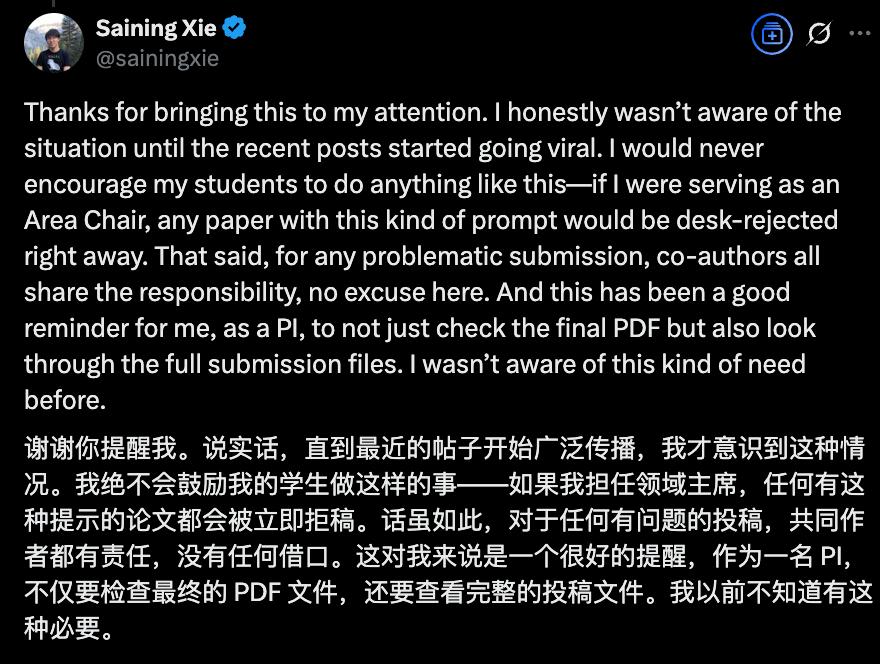 Saining Xie
@sainingxie
Thanks for bringing this to my attention. I honestly wasn’t aware of the
situation until the recent posts started going viral. I would never
encourage my students to do anything like this—if I were serving as an
Area Chair, any paper with this kind of prompt would be desk-rejected
right away. That said, for any problematic submission, co-authors all
share the responsibility, no excuse here. And this has been a good
reminder for me, as a PI, to not just check the final PDF but also look
through the full submission files. I wasn’t aware of this kind of need
before.
谢谢你提醒我。说实话，直到最近的帖子开始广泛传播，我才意识到这种情
况。我绝不会鼓励我的学生做这样的事——如果我担任领域主席，任何有这
种提示的论文都会被立即拒稿。话虽如此，对于任何有问题的投稿，共同作
者都有责任，没有任何借口。这对我来说是一个很好的提醒，作为一名 PI，
不仅要检查最终的 PDF 文件，还要查看完整的投稿文件。我以前不知道有这
种必要。